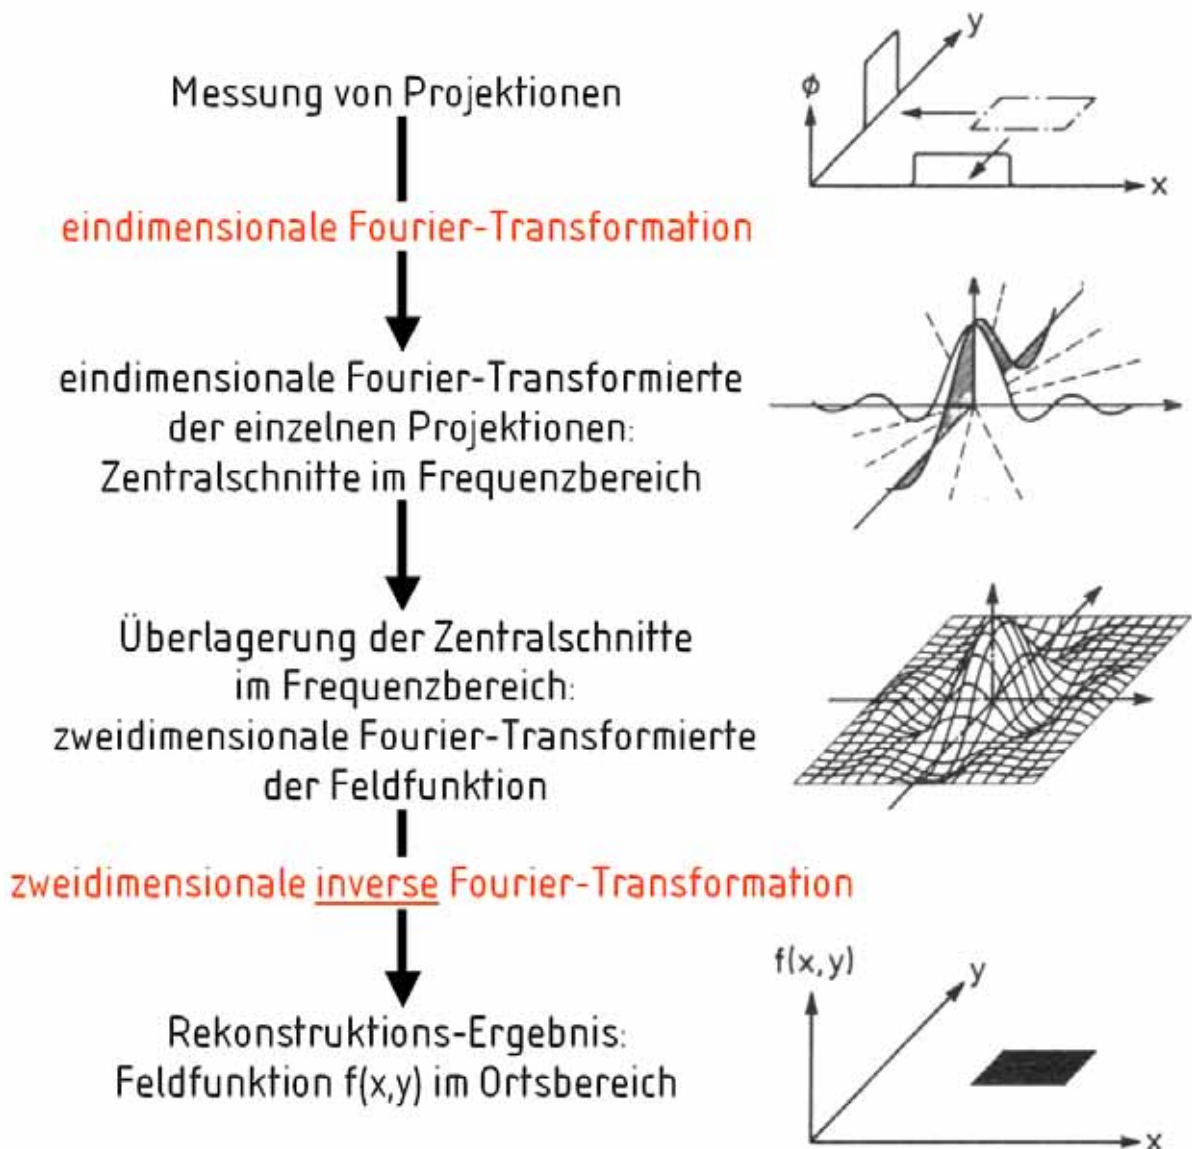 Messung von Projektionen
y
ϕ
x
eindimensionale Fourier-Transformation
eindimensionale Fourier-Transformierte
der einzelnen Projektionen:
Zentralschnitte im Frequenzbereich
Überlagerung der Zentralschnitte
im Frequenzbereich:
zweidimensionale Fourier-Transformierte
der Feldfunktion
zweidimensionale inverse Fourier-Transformation
f(x,y)
y
Rekonstruktions-Ergebnis:
Feldfunktion f(x,y) im Ortsbereich
x